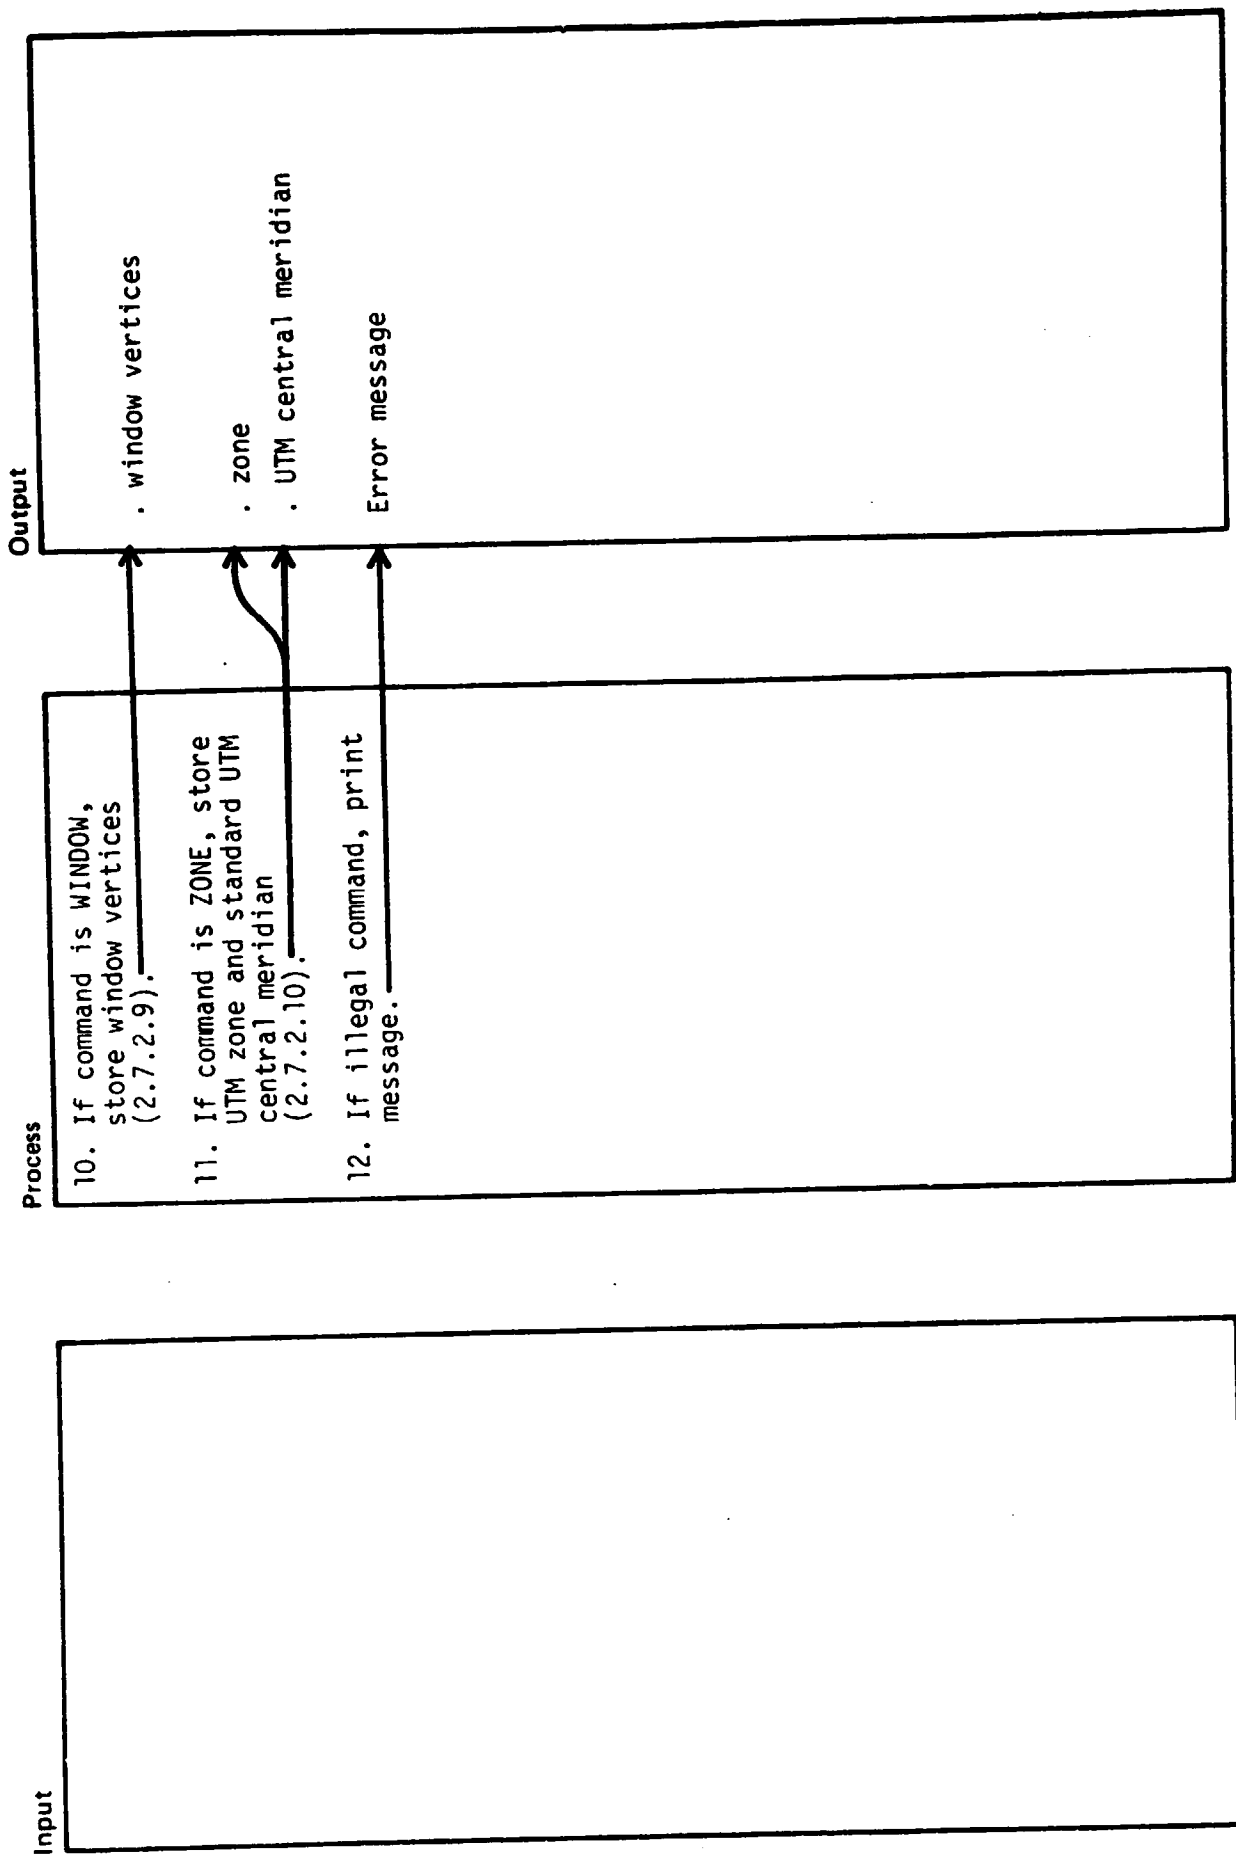 Input
Process
10. If command is WINDOW,
store window vertices
(2.7.2.9).
11. If command is ZONE, store
UTM zone and standard UTM
central meridian
(2.7.2.10).
12. If illegal command, print
message.
Output
. window vertices
. zone
. UTM central meridian
Error message